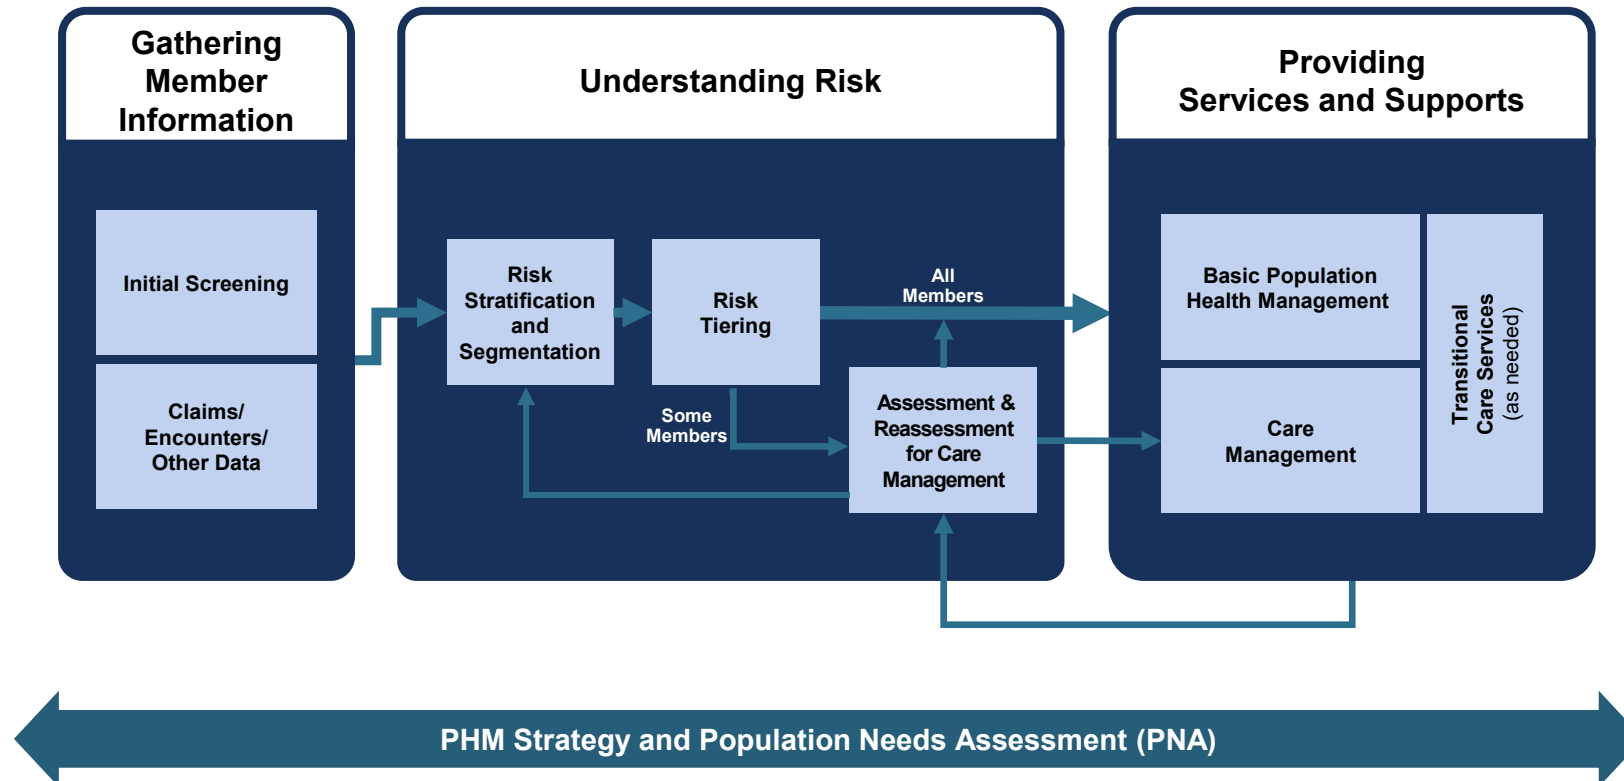 Gathering
Member
Information
Initial Screening
Claims/
Encounters/
Other Data
Understanding Risk
Risk
Stratification
and
Segmentation
Risk
Tiering
All
Members
Some
Members
Assessment &
Reassessment
for Care
Management
Providing
Services and Supports
Basic Population
Health Management
Care
Management
Transitional
Care Services
(as needed)
PHM Strategy and Population Needs Assessment (PNA)